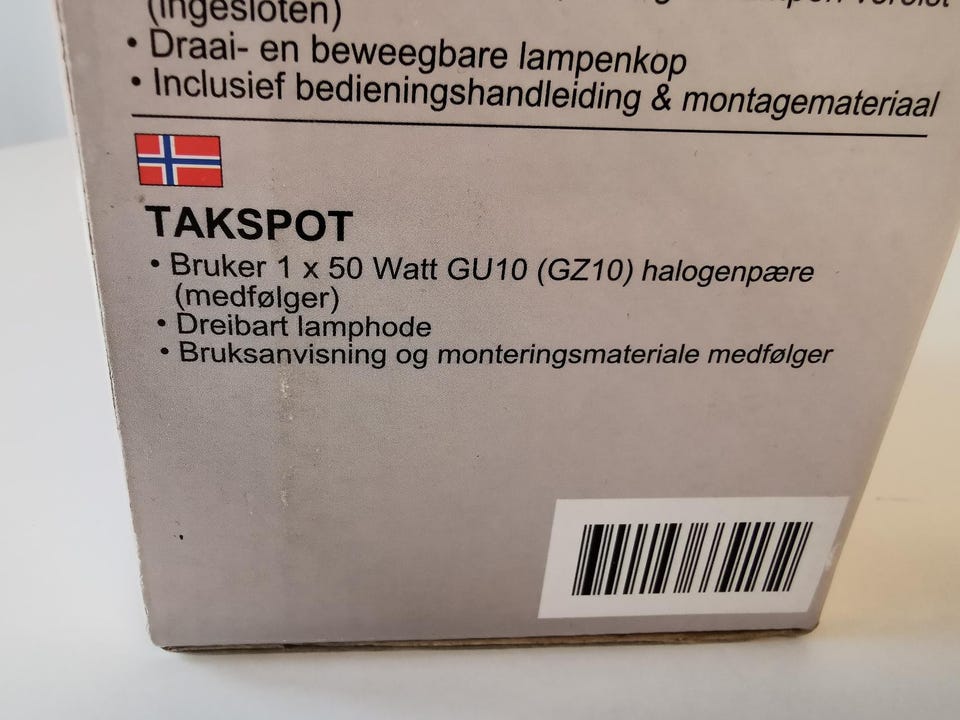 (ingesloten)
• Draai- en beweegbare lampenkop
• Inclusief bedieningshandleiding & montagemateriaal
TAKSPOT
• Bruker 1 x 50 Watt GU10 (GZ10) halogenpære
(medfølger)
• Dreibart lamphode
• Bruksanvisning og monteringsmateriale medfølger